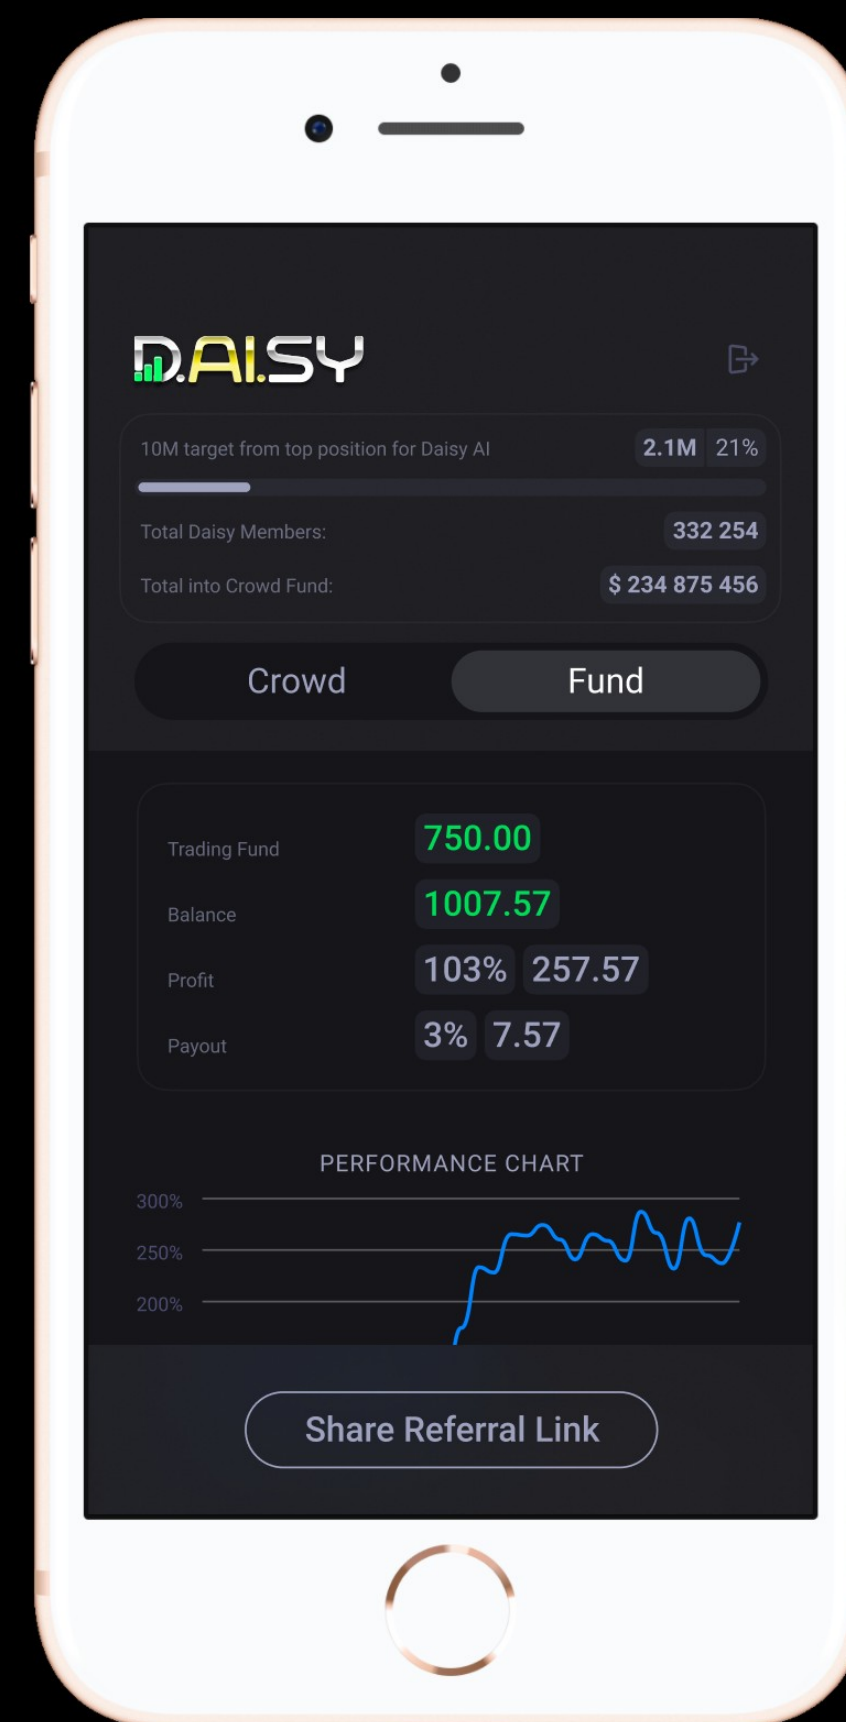 D.AI.SY
10M target from top position for Daisy AI 2.1M 21%
Total Daisy Members: 332 254
Total into Crowd Fund: $ 234 875 456
Crowd Fund
Trading Fund 750.00
Balance 1007.57
Profit 103% 257.57
Payout 3% 7.57
PERFORMANCE CHART
300%
250%
200%
Share Referral Link